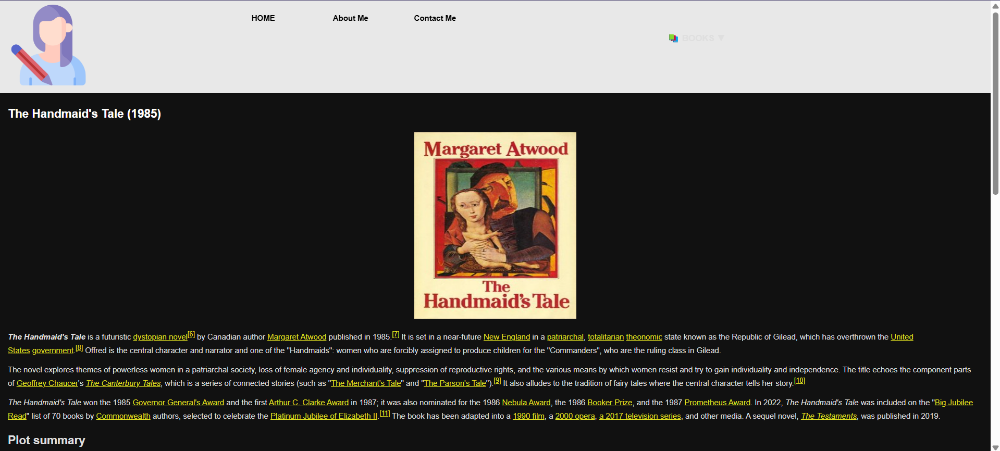 HOME About Me Contact Me
BOOKS ▼
The Handmaid's Tale (1985)
Margaret Atwood
The
Handmaid's Tale
The Handmaid's Tale is a futuristic dystopian novel[6] by Canadian author Margaret Atwood published in 1985.[7] It is set in a near-future New England in a patriarchal, totalitarian theonomic state known as the Republic of Gilead, which has overthrown the United
States government.[8] Offred is the central character and narrator and one of the "Handmaids": women who are forcibly assigned to produce children for the "Commanders", who are the ruling class in Gilead.
The novel explores themes of powerless women in a patriarchal society, loss of female agency and individuality, suppression of reproductive rights, and the various means by which women resist and try to gain individuality and independence. The title echoes the component parts
of Geoffrey Chaucer's The Canterbury Tales, which is a series of connected stories (such as "The Merchant's Tale" and "The Parson's Tale").[9] It also alludes to the tradition of fairy tales where the central character tells her story.[10]
The Handmaid's Tale won the 1985 Governor General's Award and the first Arthur C. Clarke Award in 1987; it was also nominated for the 1986 Nebula Award, the 1986 Booker Prize, and the 1987 Prometheus Award. In 2022, The Handmaid's Tale was included on the "Big Jubilee
Read" list of 70 books by Commonwealth authors, selected to celebrate the Platinum Jubilee of Elizabeth II.[11] The book has been adapted into a 1990 film, a 2000 opera, a 2017 television series, and other media. A sequel novel, The Testaments, was published in 2019.
Plot summary